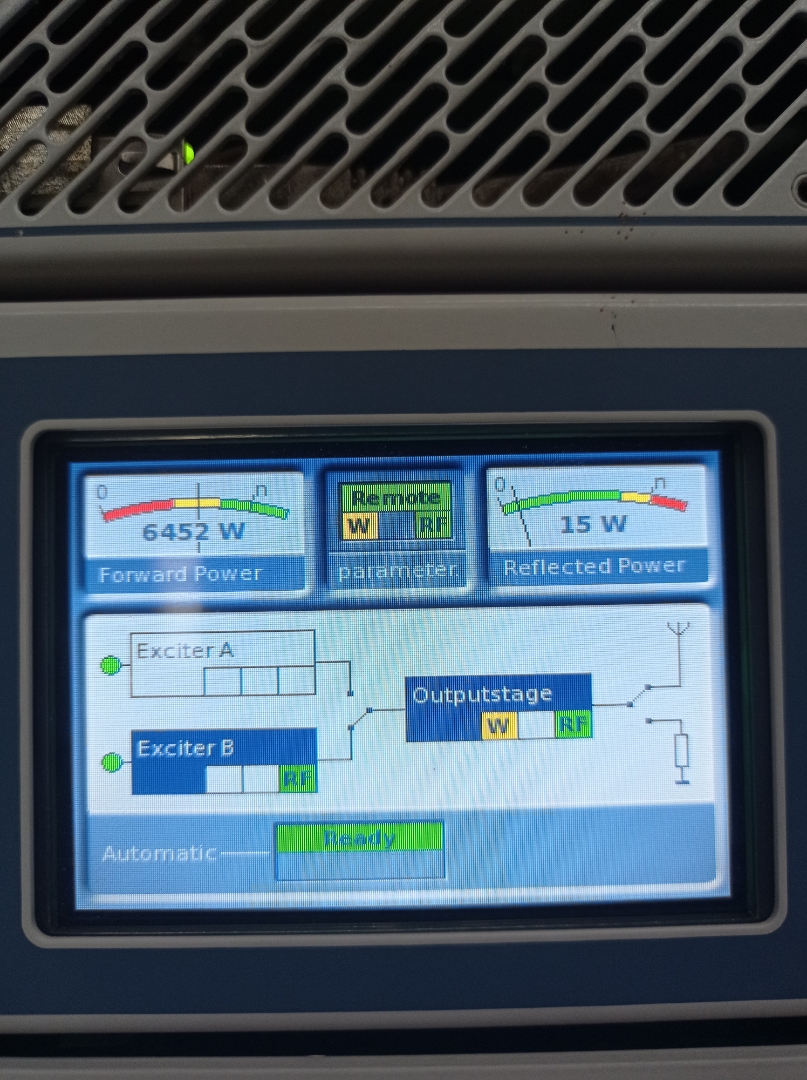 0 n
6452 W
Forward Power
Remote
W RF
parameter
0 n
15 W
Reflected Power
Exciter A
Exciter B
RF
Outputstage
W RF
Automatic
Ready